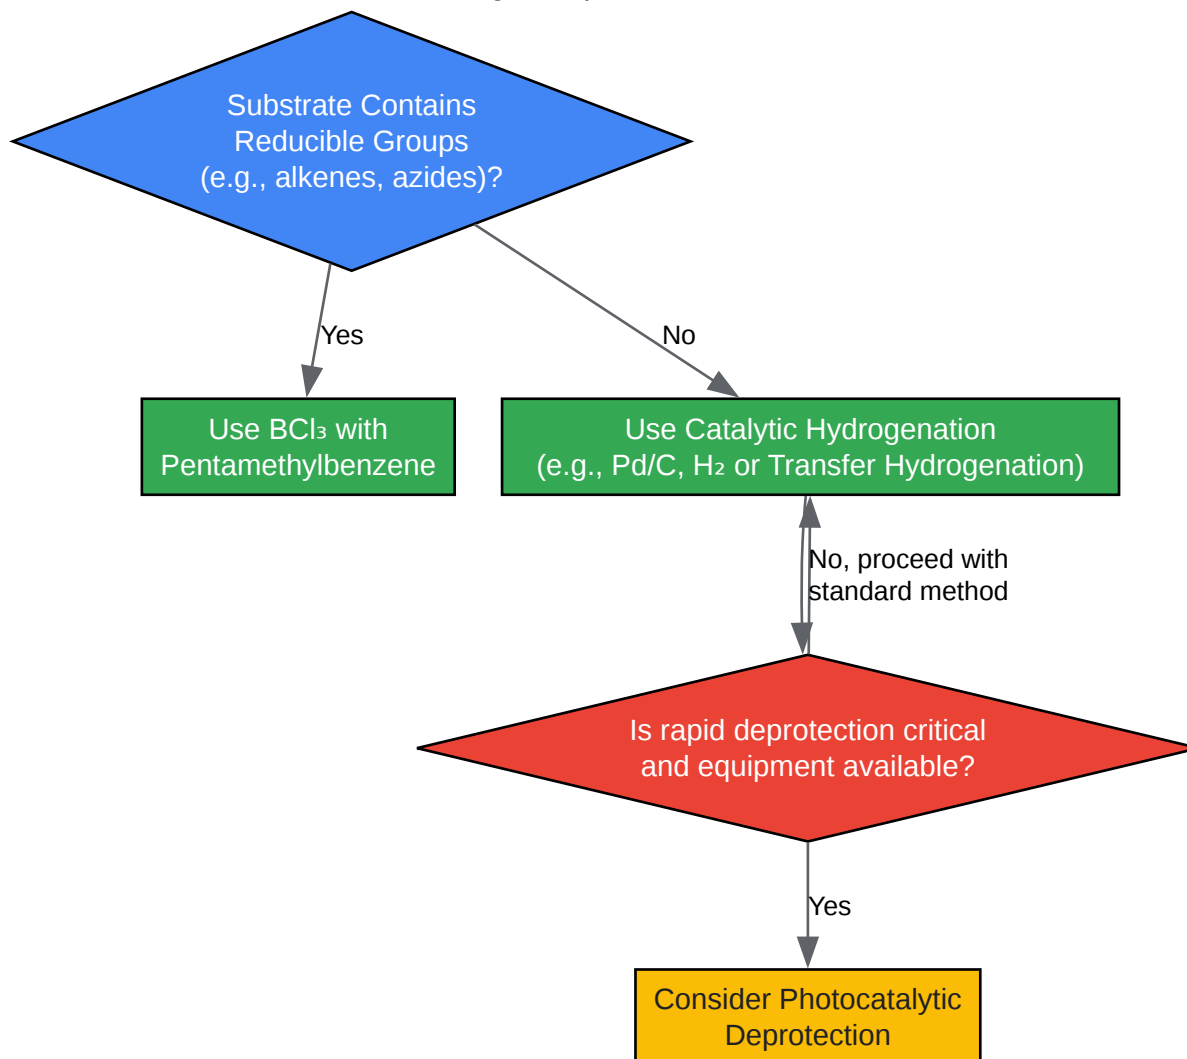 Substrate Contains
Reducible Groups
(e.g., alkenes, azides)?
Yes
No
Use BCl₃ with
Pentamethylbenzene
Use Catalytic Hydrogenation
(e.g., Pd/C, H₂ or Transfer Hydrogenation)
No, proceed with
standard method
Is rapid deprotection critical
and equipment available?
Yes
Consider Photocatalytic
Deprotection